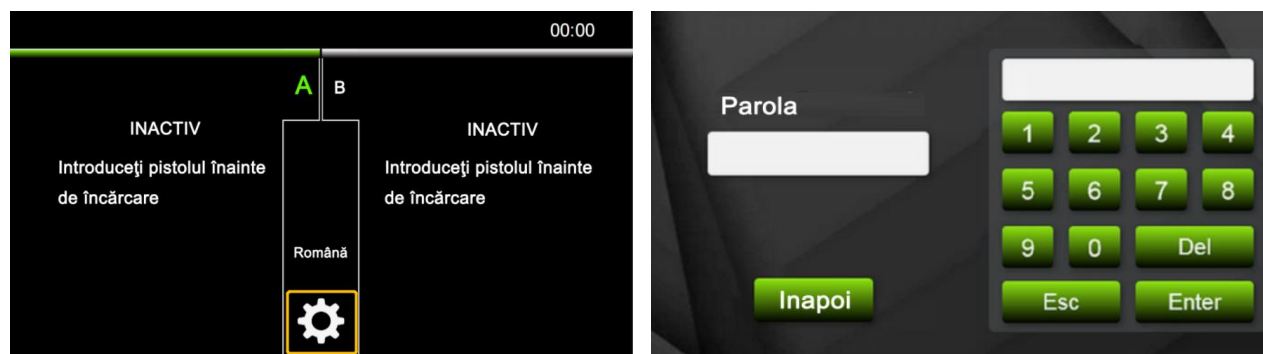 00:00
A B
INACTIV
Introduceţi pistolul înainte
de încărcare
INACTIV
Introduceţi pistolul înainte
de încărcare
Română
Parola
1 2 3 4
5 6 7 8
9 0 Del
Esc Enter
Inapoi